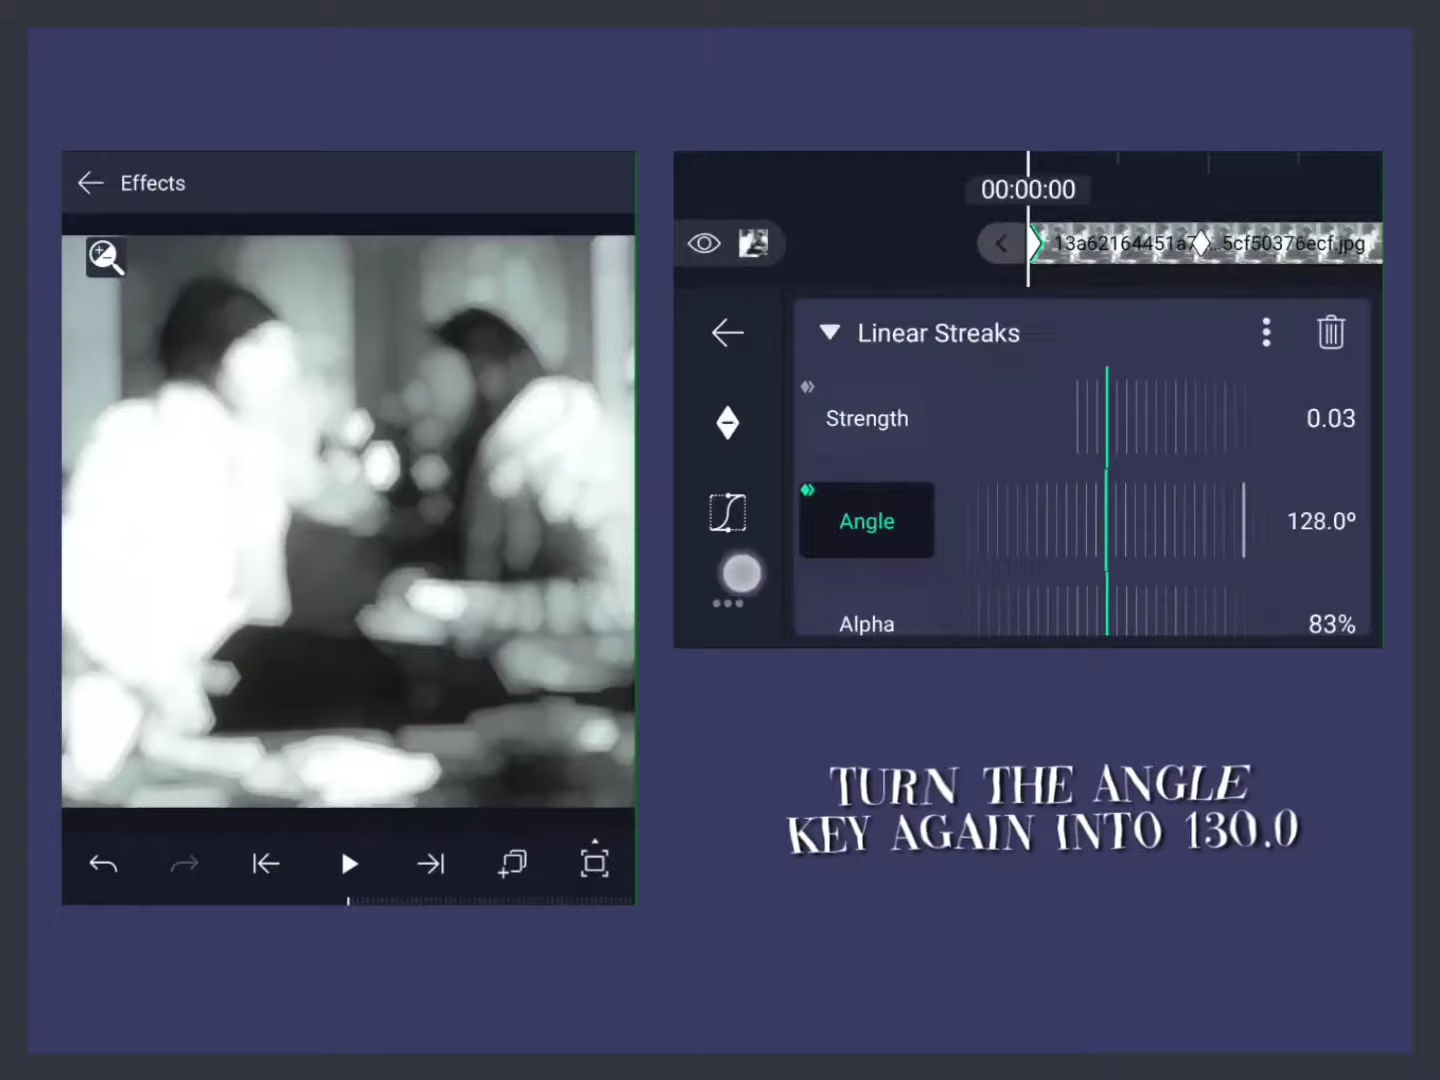 Effects
00:00:00
13a62164451a7...5cf50376ecf.jpg
Linear Streaks
Strength
0.03
Angle
128.0º
Alpha
83%
TURN THE ANGLE
KEY AGAIN INTO 130.0